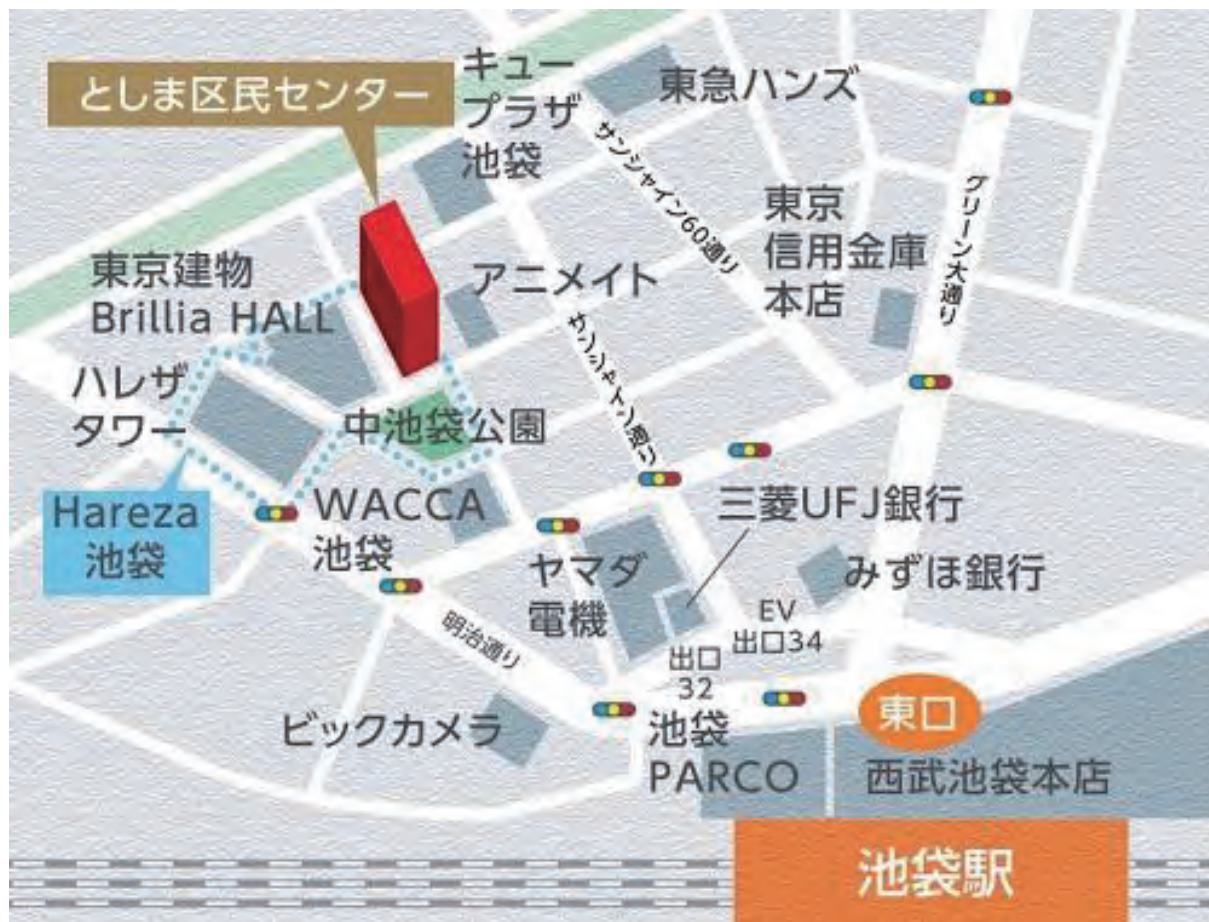 としま区民センター
キュー
プラザ
池袋
東急ハンズ
サンシャイン60通り
グリーン大通り
東京
信用金庫
本店
東京建物
Brillia HALL
アニメイト
サンシャイン通り
ハレザ
タワー
中池袋公園
Hareza
池袋
WACCA
池袋
三菱UFJ銀行
ヤマダ
電機
みずほ銀行
EV
出口34
出口
32
明治通り
ビックカメラ
池袋
PARCO
東口
西武池袋本店
池袋駅